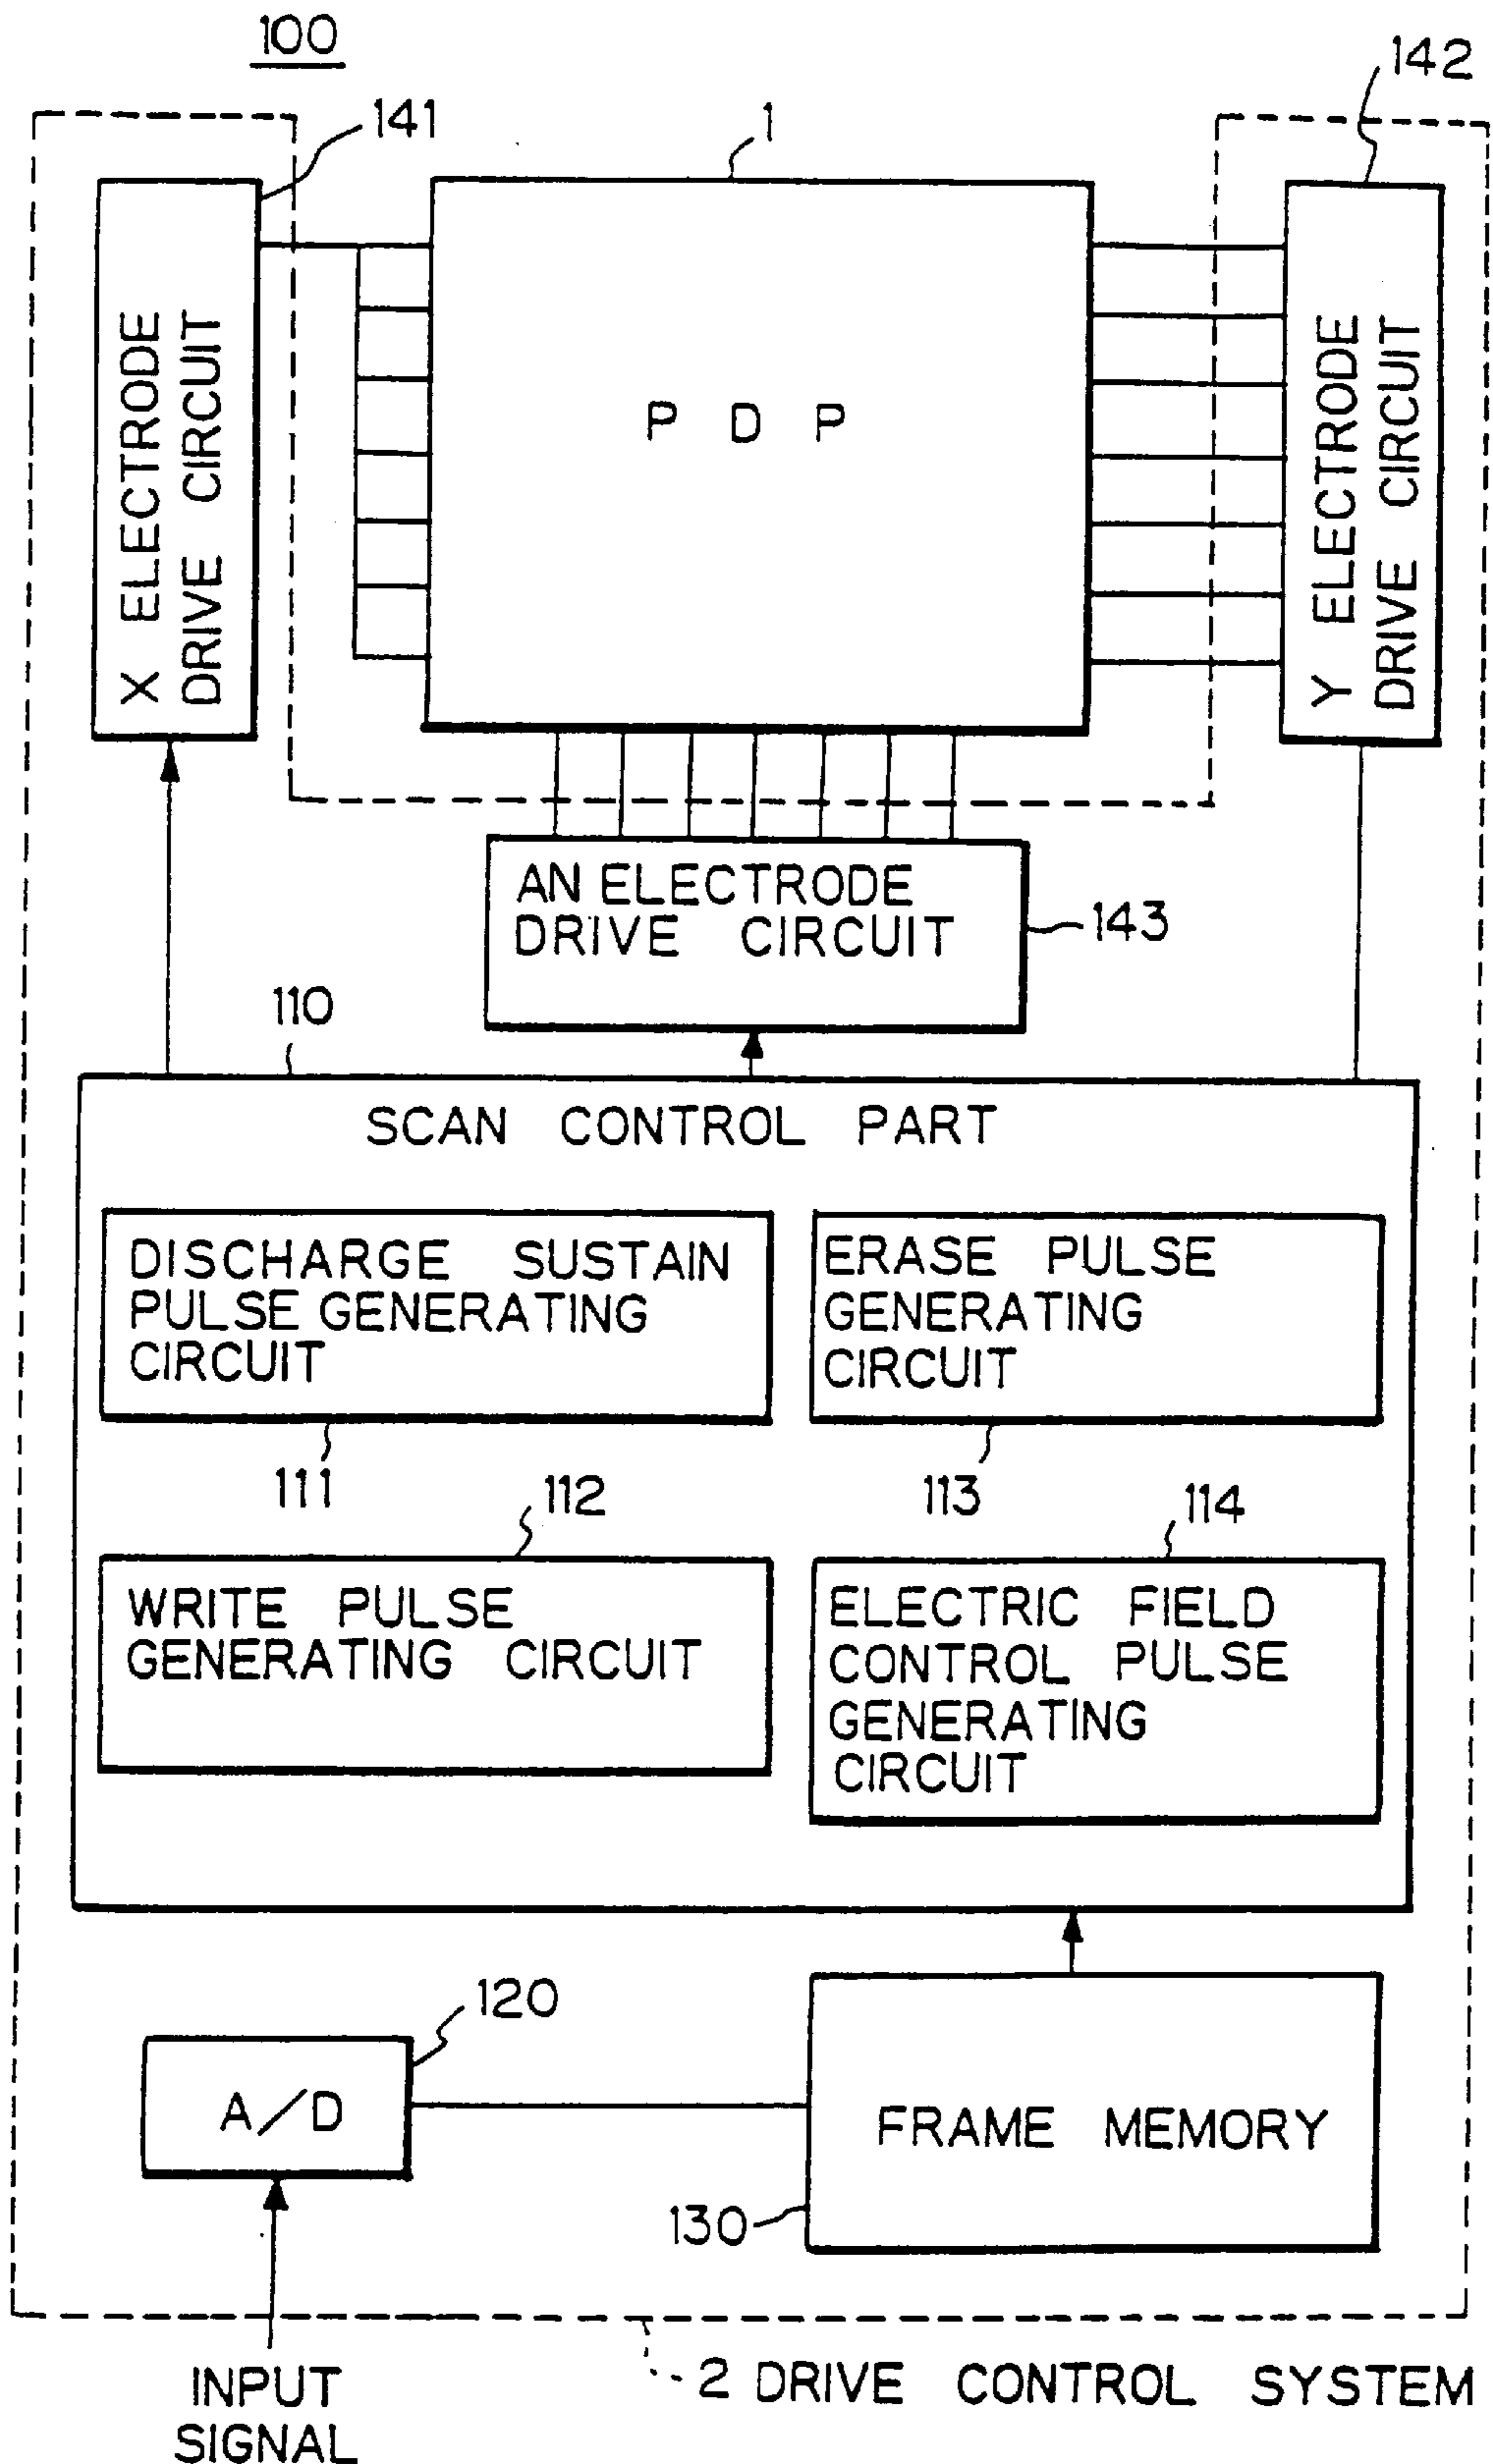 100
142
141
1
X ELECTRODE
DRIVE CIRCUIT
P D P
Y ELECTRODE
DRIVE CIRCUIT
AN ELECTRODE
DRIVE CIRCUIT
143
110
SCAN CONTROL PART
DISCHARGE SUSTAIN
PULSE GENERATING
CIRCUIT
111
ERASE PULSE
GENERATING
CIRCUIT
113
112
WRITE PULSE
GENERATING CIRCUIT
114
ELECTRIC FIELD
CONTROL PULSE
GENERATING
CIRCUIT
120
A/D
FRAME MEMORY
130
INPUT
SIGNAL
2 DRIVE CONTROL SYSTEM